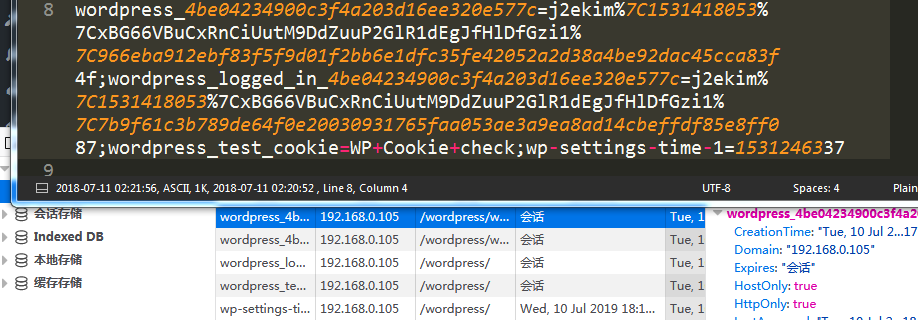 8 wordpress_4be04234900c3f4a203d16ee320e577c=j2ekim%7C1531418053%
7CxBG66VBuCxRnCiUutM9DdZuuP2GlR1dEgJfHlDfGzi1%
7C966eba912ebf83f5f9d01f2bb6e1dfc35fe42052a2d38a4be92dac45cca83f
4f;wordpress_logged_in_4be04234900c3f4a203d16ee320e577c=j2ekim%
7C1531418053%7CxBG66VBuCxRnCiUutM9DdZuuP2GlR1dEgJfHlDfGzi1%
7C7b9f61c3b789de64f0e20030931765faa053ae3a9ea8ad14cbeffdf85e8ff0
87;wordpress_test_cookie=WP+Cookie+check;wp-settings-time-1=1531246337
9
2018-07-11 02:21:56, ASCII, 1K, 2018-07-11 02:20:52 , Line 8, Column 4 UTF-8 Spaces: 4 Plain
会话存储
Indexed DB
本地存储
缓存存储
wordpress_4b... 192.168.0.105 /wordpress/w... 会话 Tue, 1
wordpress_4b... 192.168.0.105 /wordpress/w... 会话 Tue, 1
wordpress_lo... 192.168.0.105 /wordpress/ 会话 Tue, 1
wordpress_te... 192.168.0.105 /wordpress/ 会话 Tue, 1
wp-settings-ti... 192.168.0.105 /wordpress/ Wed, 10 Jul 2019 18:1... Tue, 1
wordpress_4be04234900c3f4a20
CreationTime: "Tue, 10 Jul 2...17
Domain: "192.168.0.105"
Expires: "会话"
HostOnly: true
HttpOnly: true